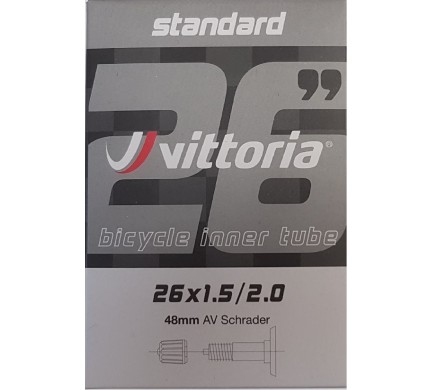 standard
26”
vittoria®
bicycle inner tube
26x1.5/2.0
48mm AV Schrader